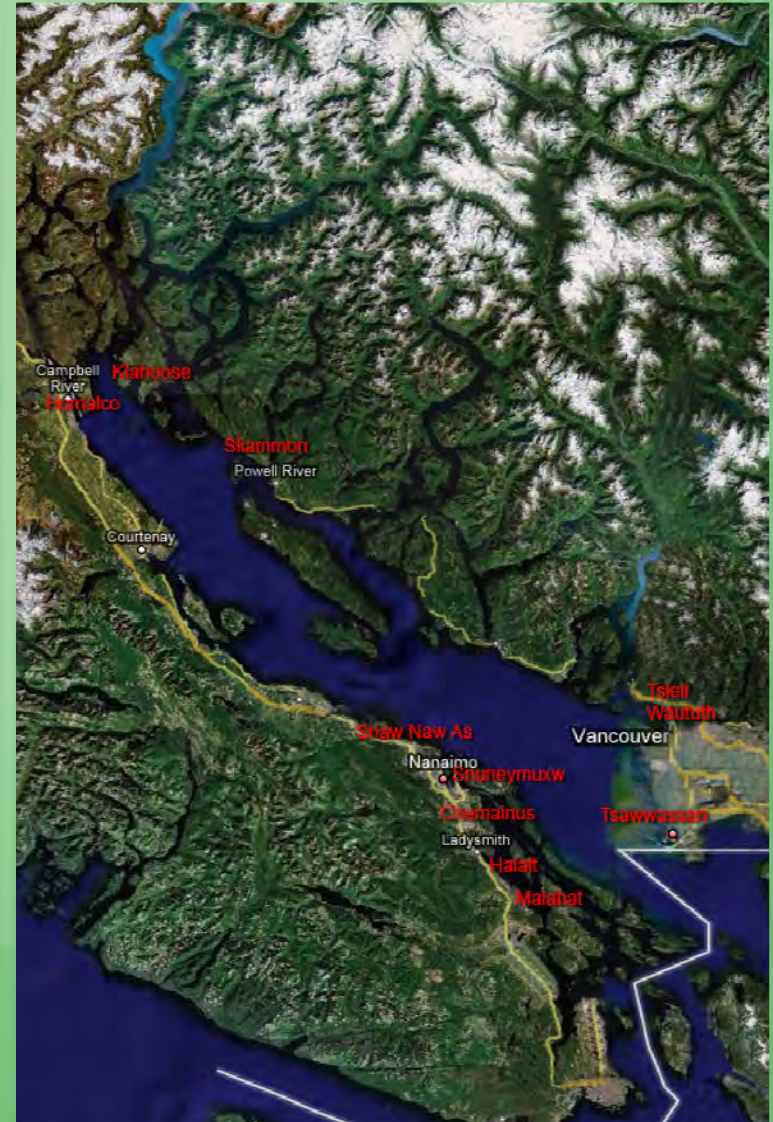 Campbell
River
Klahoose
Homalco
Sliammon
Powell River
Courtenay
Tsleil
Waututh
Snaw Naw As
Vancouver
Nanaimo
Snuneymuxw
Chemainus
Tsawwassen
Ladysmith
Halalt
Malahat